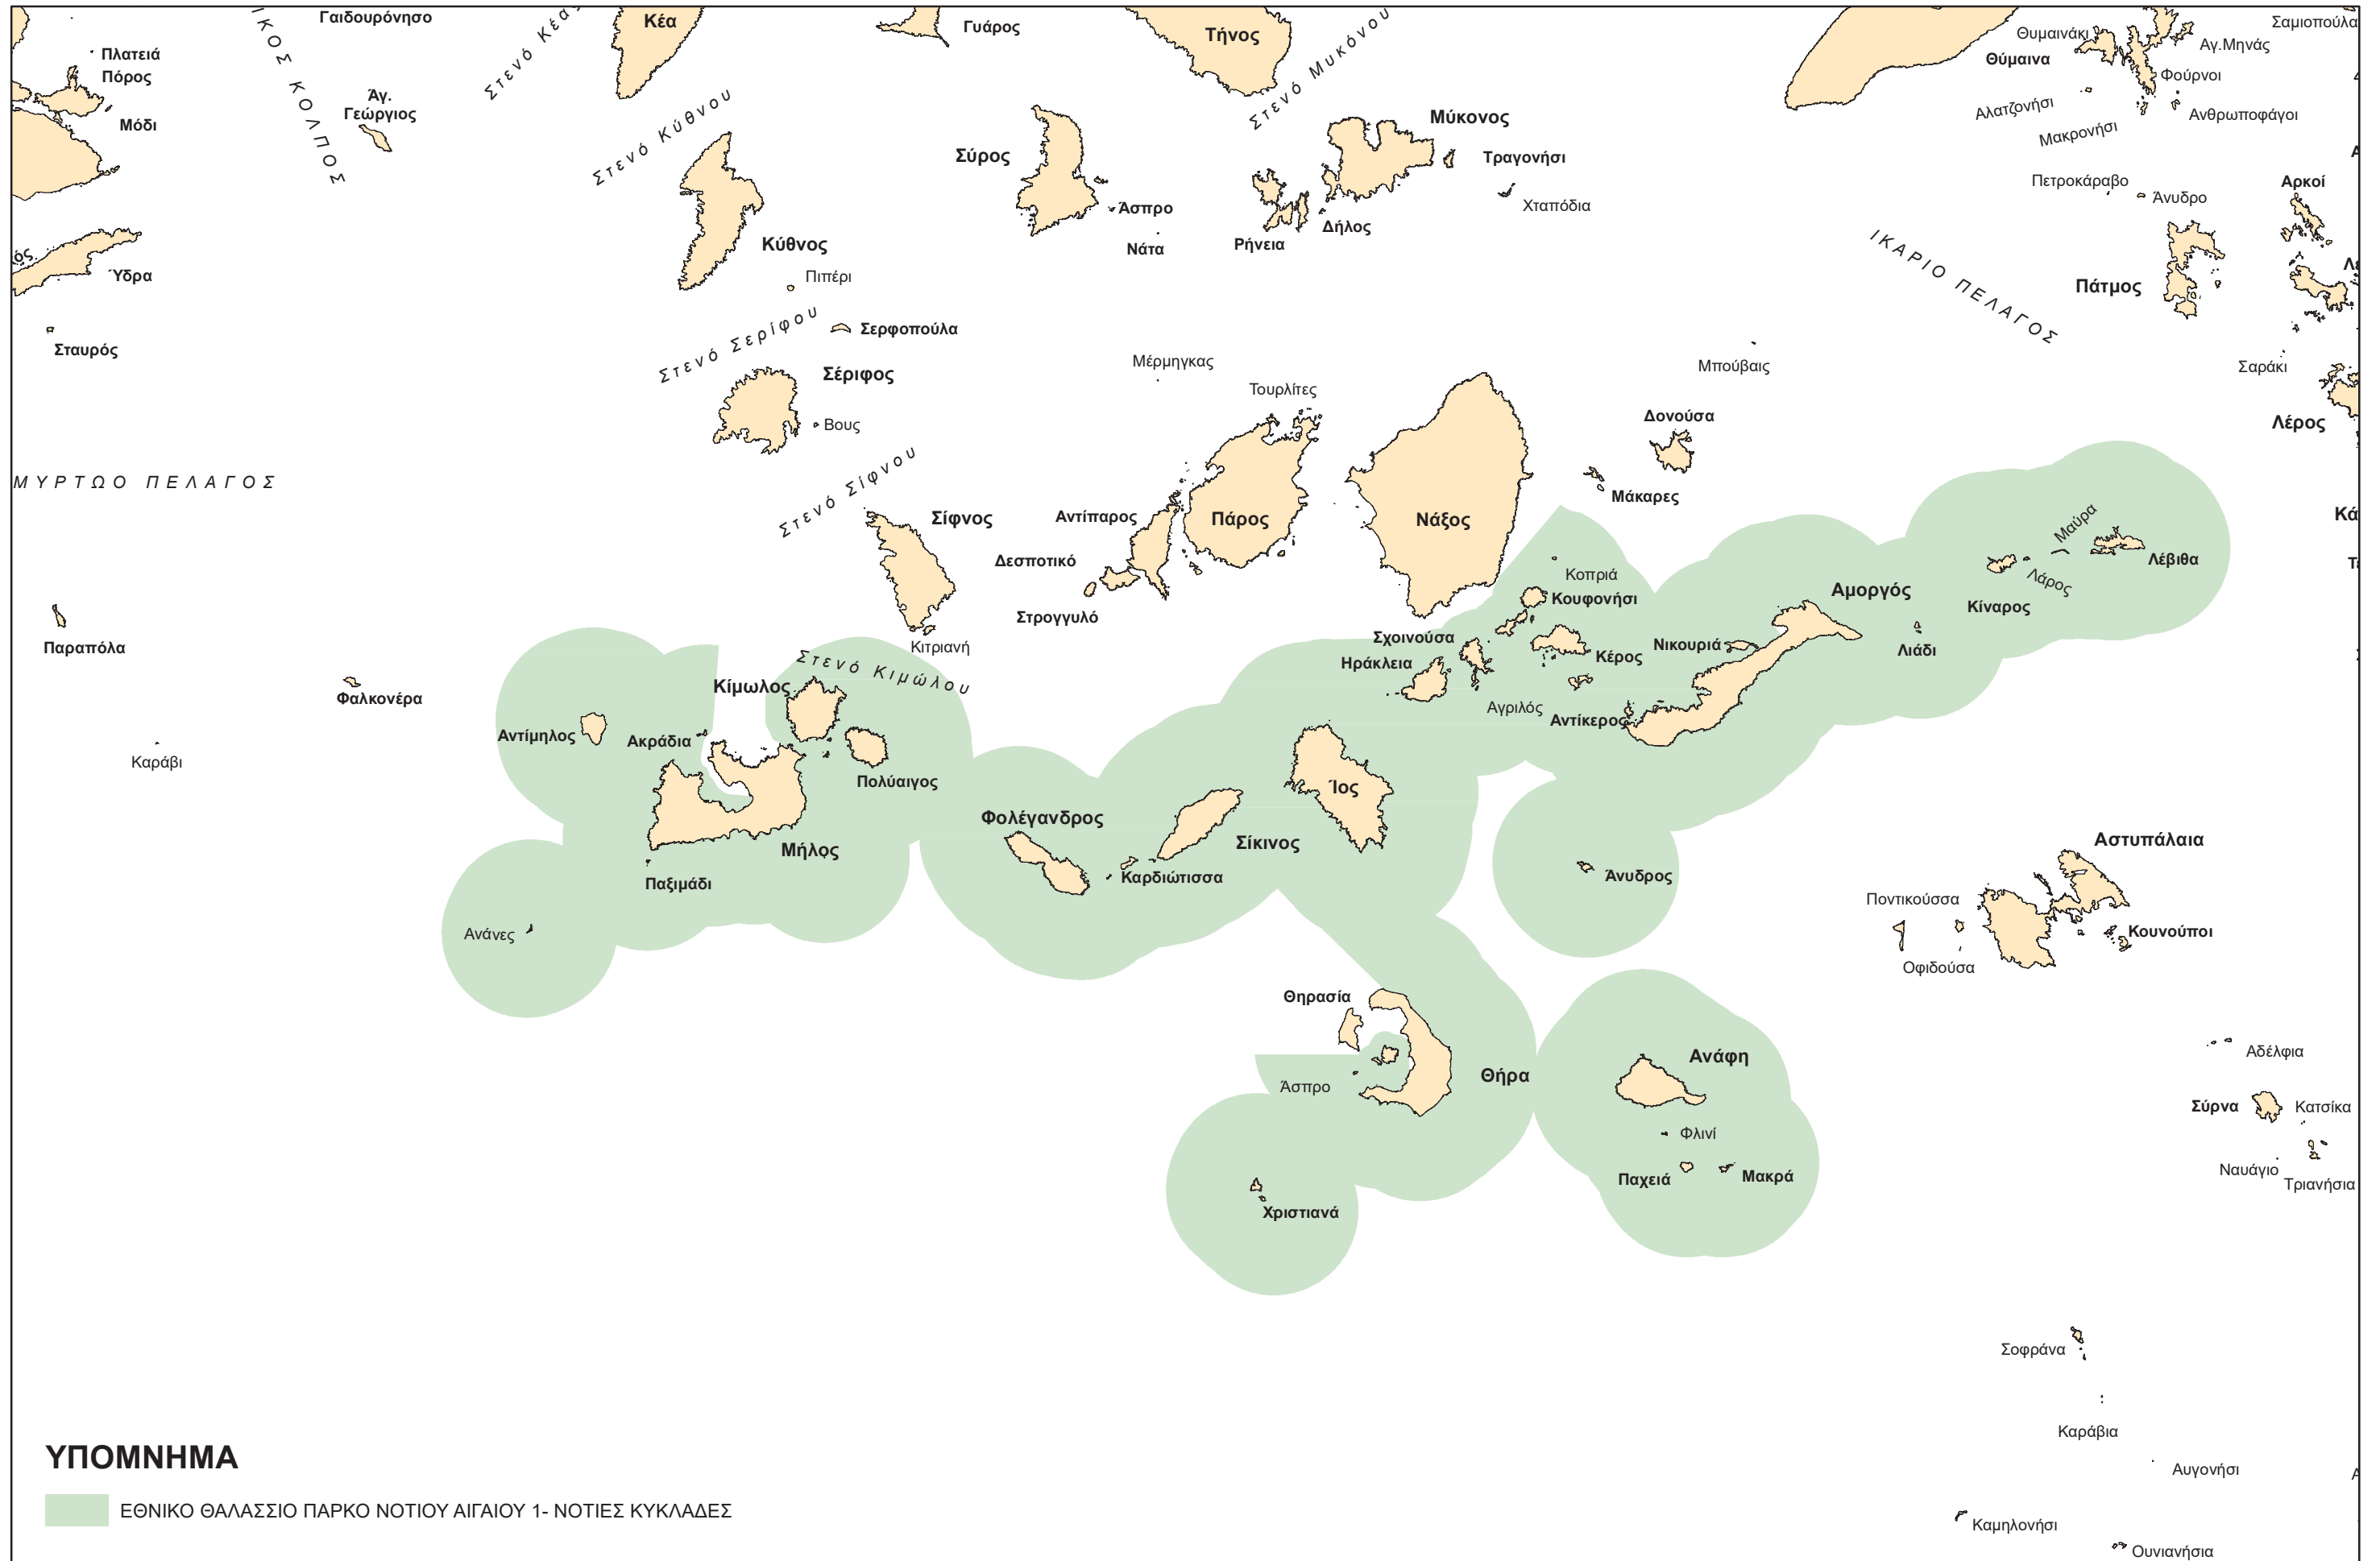 Γαιδουρόνησο
Κέα
Γυάρος
Τήνος
Σαμιοπούλα
Θυμαινάκι
Αγ.Μηνάς
Θύμαινα
Φούρνοι
Πλατειά
Πόρος
Μόδι
ΙΚΟΣ ΚΟΛΠΟΣ
Στενό Κέας
Στενό Μυκόνου
Άγ.
Γεώργιος
Στενό Κύθνου
Αλατζονήσι
Μακρονήσι
Ανθρωποφάγοι
Μύκονος
Σύρος
Τραγονήσι
Χταπόδια
Άσπρο
Νάτα
Ρήνεια
Δήλος
Πετροκάραβο
Άνυδρο
Αρκοί
ΙΚΑΡΙΟ ΠΕΛΑΓΟΣ
Κύθνος
Πιπέρι
Ύδρα
Πάτμος
Στενό Σερίφου
Σερφοπούλα
Σταυρός
Σέριφος
Βους
Μέρμηγκας
Τουρλίτες
Μπούβαις
Σαράκι
Δονούσα
Λέρος
ΜΥΡΤΩΟ ΠΕΛΑΓΟΣ
Στενό Σίφνου
Μάκαρες
Σίφνος
Αντίπαρος
Πάρος
Νάξος
Μαύρα
Λέβιθα
Δεσποτικό
Κοπριά
Λάρος
Κουφονήσι
Αμοργός
Κίναρος
Στρογγυλό
Παραπόλα
Κιτριανή
Σχοινούσα
Ηράκλεια
Κέρος
Νικουριά
Λιάδι
Στενό Κιμώλου
Κίμωλος
Φαλκονέρα
Αγριλός
Αντίκερος
Αντίμηλος
Ακράδια
Καράβι
Πολύαιγος
Ίος
Φολέγανδρος
Σίκινος
Μήλος
Αστυπάλαια
Παξιμάδι
Καρδιώτισσα
Άνυδρος
Ποντικούσσα
Ανάνες
Κουνούποι
Οφιδούσα
Θηρασία
Άσπρο
Θήρα
Ανάφη
Αδέλφια
Σύρνα
Κατσίκα
Φλινί
Παχειά
Μακρά
Ναυάγιο
Τριανήσια
Χριστιανά
Σοφράνα
Καράβια
Αυγονήσι
Καμηλονήσι
Ουνιανήσια
ΥΠΟΜΝΗΜΑ
ΕΘΝΙΚΟ ΘΑΛΑΣΣΙΟ ΠΑΡΚΟ ΝΟΤΙΟΥ ΑΙΓΑΙΟΥ 1- ΝΟΤΙΕΣ ΚΥΚΛΑΔΕΣ